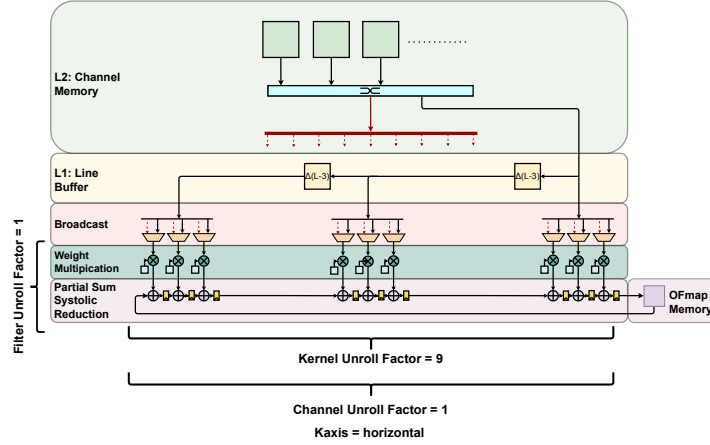 L2: Channel
Memory
L1: Line
Buffer
Δ(L-3)
Δ(L-3)
Broadcast
Weight
Multipication
Partial Sum
Systolic
Reduction
OFmap
Memory
Filter Unroll Factor = 1
Kernel Unroll Factor = 9
Channel Unroll Factor = 1
Kaxis = horizontal